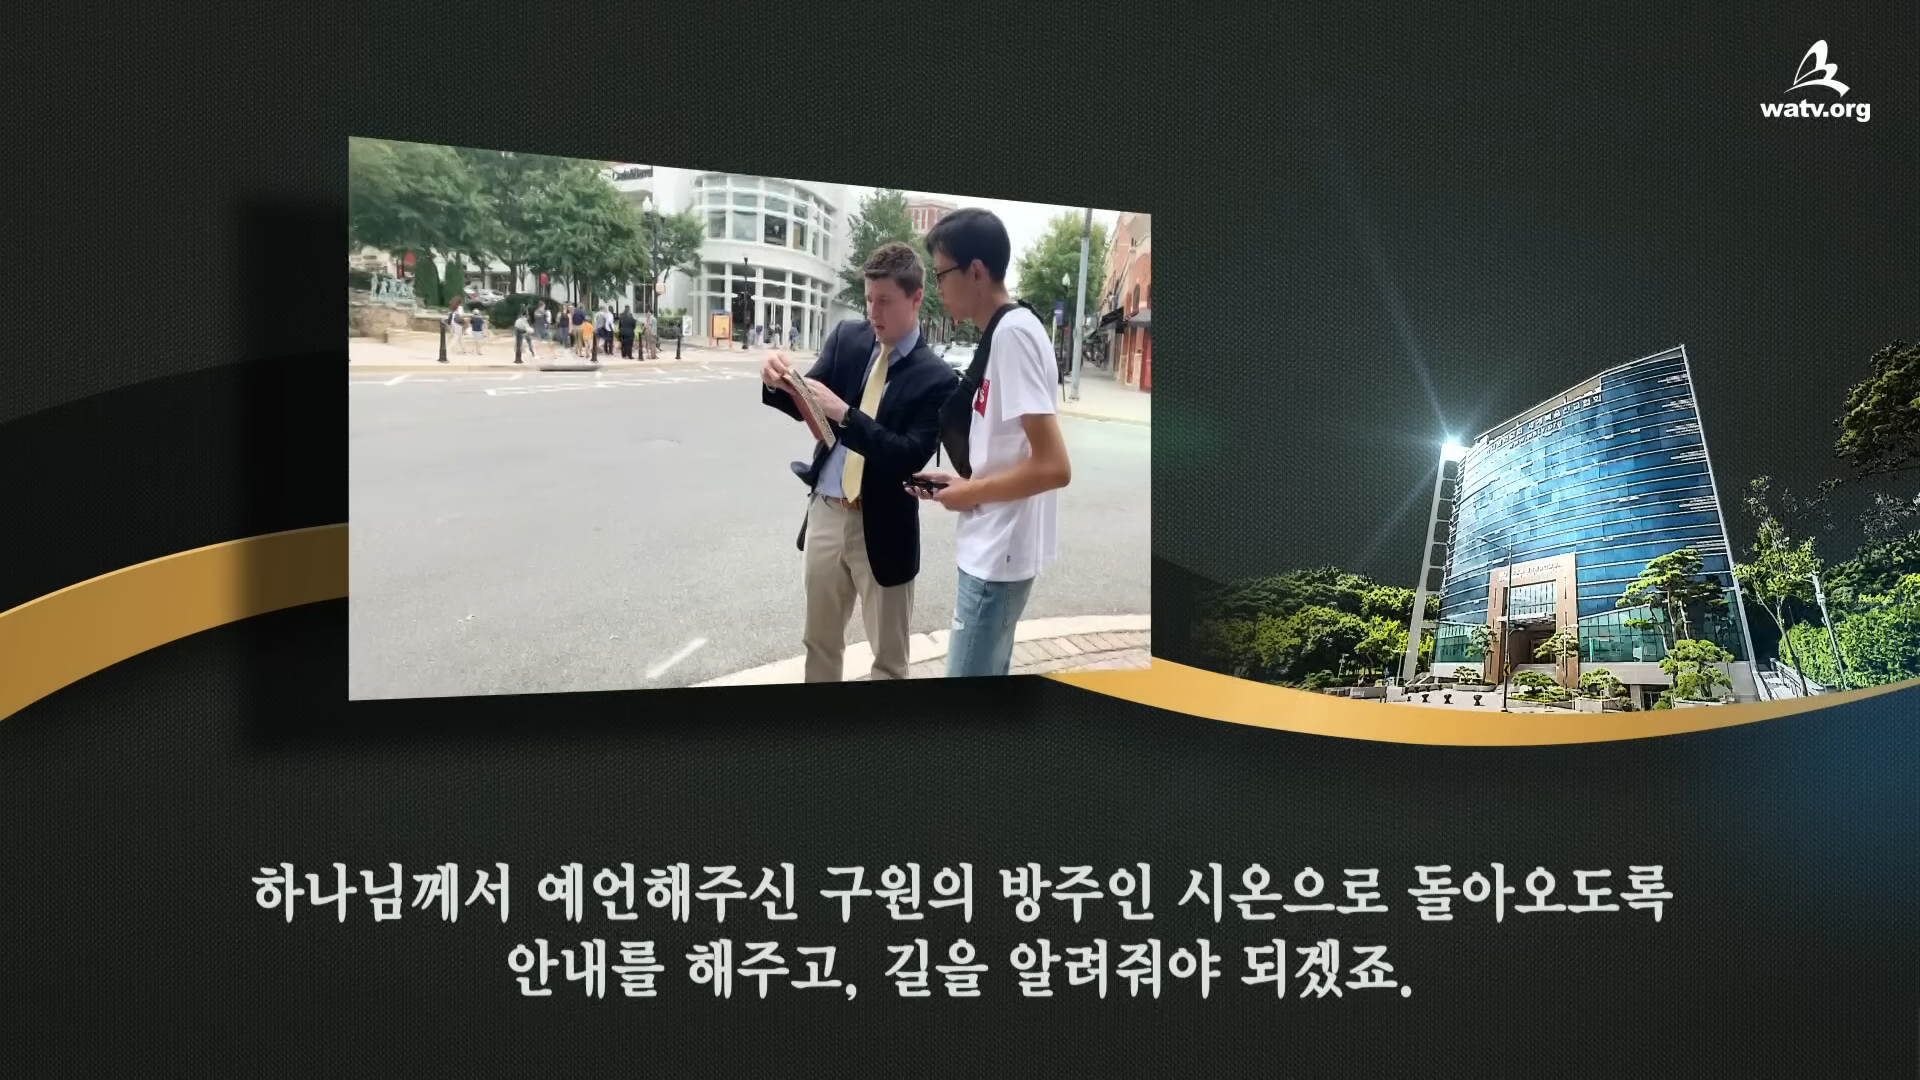 watv.org
하나님께서 예언해주신 구원의 방주인 시온으로 돌아오도록
안내를 해주고, 길을 알려줘야 되겠죠.